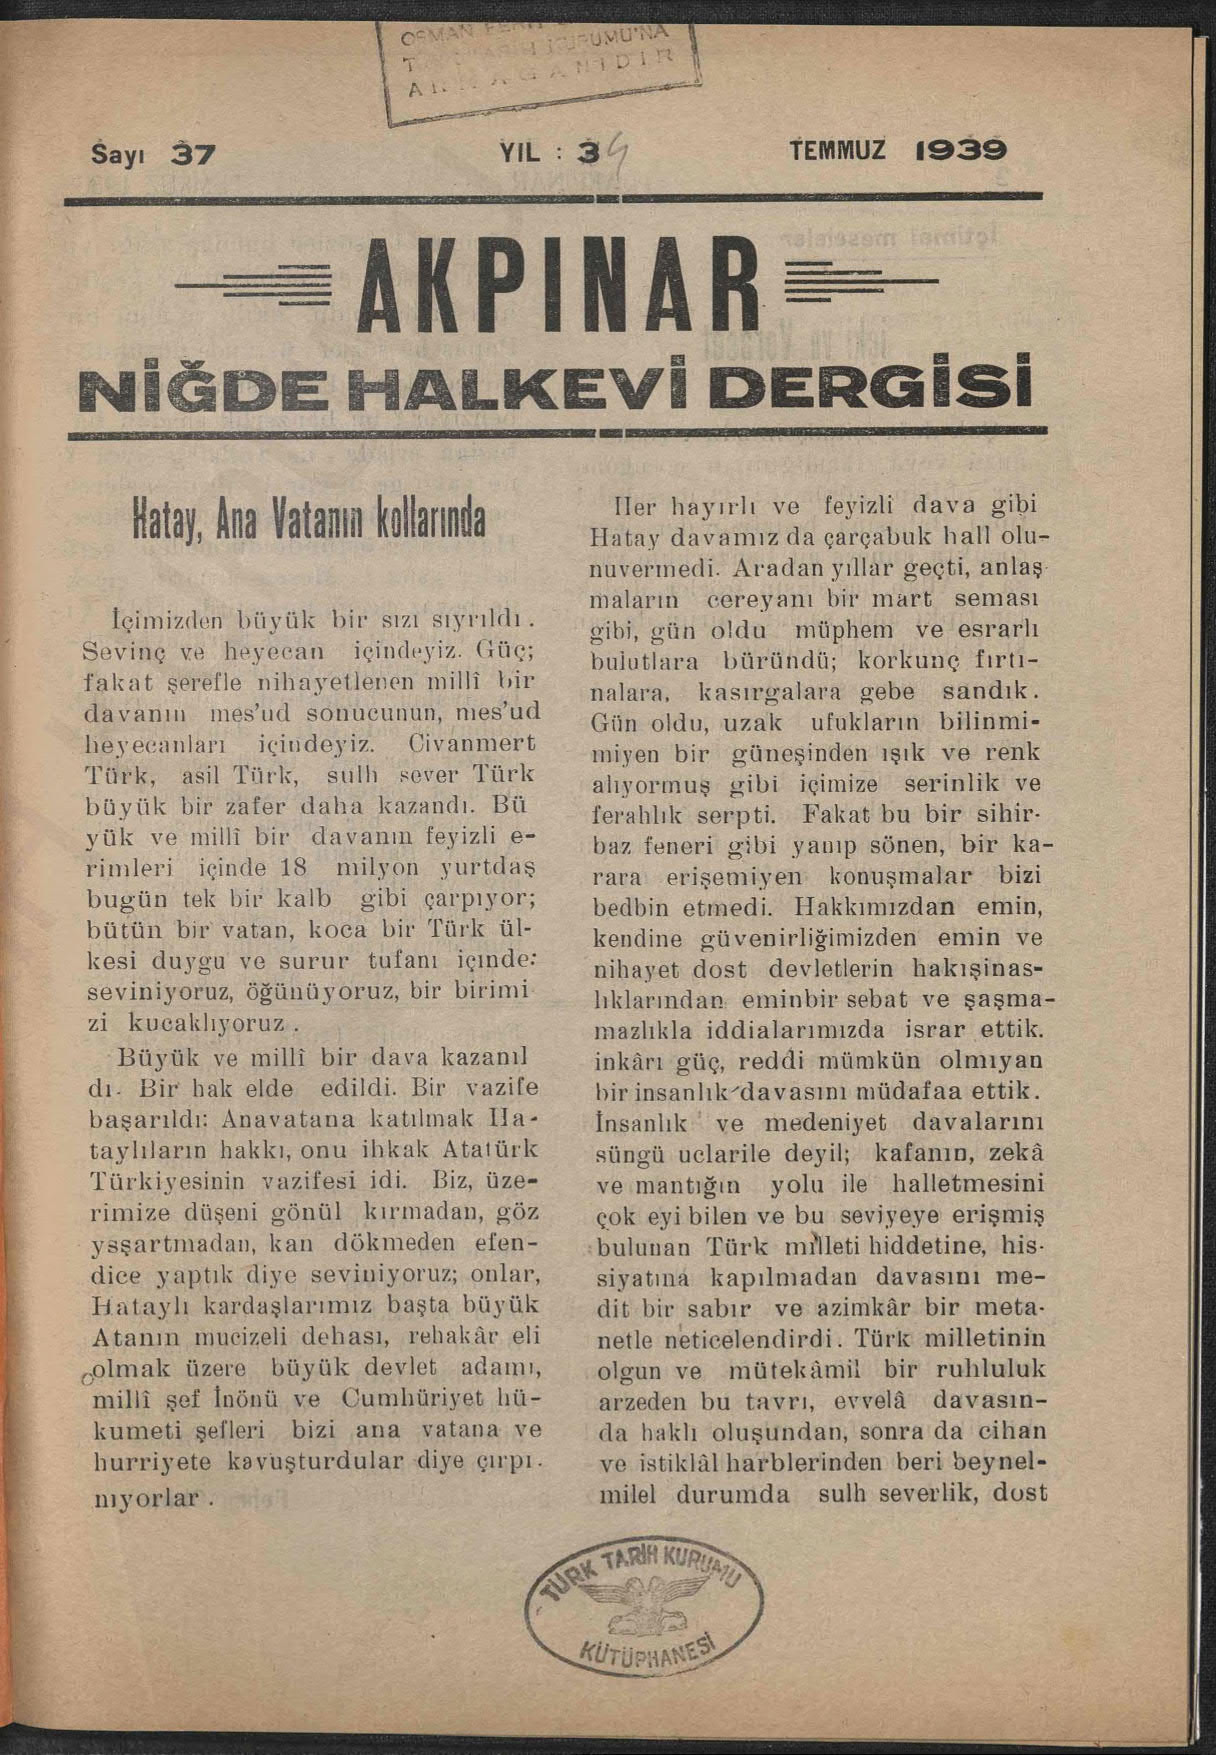 OSMAN
KURUMU'NA
Sayı 37 YIL : 3 4 TEMMUZ 1939
AKPINAR
NİĞDE HALKEVİ DERGİSİ
Hatay, Ana Vatanın kollarında
İçimizden büyük bir sızı sıyrıldı .
Sevinç ve heyecan içindeyiz. Güç;
fakat şerefle nihayetlenen millî bir
davanın mes'ud sonucunun, mes'ud
heyecanları içindeyiz. Civanmert
Türk, asil Türk, sulh sever Türk
büyük bir zafer daha kazandı. Bü
yük ve millî bir davanın feyizli e-
rimleri içinde 18 milyon yurtdaş
bugün tek bir kalb gibi çarpıyor;
bütün bir vatan, koca bir Türk ül-
kesi duygu ve surur tufanı içinde:
seviniyoruz, öğünüyoruz, bir birimi
zi kucaklıyoruz .
Büyük ve millî bir dava kazanıl
dı. Bir hak elde edildi. Bir vazife
başarıldı: Anavatana katılmak Ha-
taylıların hakkı, onu ihkak Atatürk
Türkiyesinin vazifesi idi. Biz, üze-
rimize düşeni gönül kırmadan, göz
ysşartmadan, kan dökmeden efen-
dice yaptık diye seviniyoruz; onlar,
Hataylı kardaşlarımız başta büyük
Atanın mucizeli dehası, rehakâr eli
olmak üzere büyük devlet adamı,
millî şef İnönü ve Cumhüriyet hü-
kumeti şefleri bizi ana vatana ve
hurriyete kavuşturdular diye çırpı-
nıyorlar .
Her hayırlı ve feyizli dava gibi
Hatay davamız da çarçabuk hall olu-
nuvermedi. Aradan yıllar geçti, anlaş
maların cereyanı bir mart seması
gibi, gün oldu müphem ve esrarlı
bulutlara büründü; korkunç fırtı-
nalara, kasırgalara gebe sandık.
Gün oldu, uzak ufukların bilinmi-
miyen bir güneşinden ışık ve renk
alıyormuş gibi içimize serinlik ve
ferahlık serpti. Fakat bu bir sihir-
baz feneri gibi yanıp sönen, bir ka-
rara erişemiyen konuşmalar bizi
bedbin etmedi. Hakkımızdan emin,
kendine güvenirliğimizden emin ve
nihayet dost devletlerin hakışinas-
lıklarından eminbir sebat ve şaşma-
mazlıkla iddialarımızda israr ettik.
inkârı güç, reddi mümkün olmıyan
bir insanlık davasını müdafaa ettik.
İnsanlık ve medeniyet davalarını
süngü uclarile deyil; kafanın, zekâ
ve mantığın yolu ile halletmesini
çok eyi bilen ve bu seviyeye erişmiş
bulunan Türk milleti hiddetine, his-
siyatına kapılmadan davasını me-
dit bir sabır ve azimkâr bir meta-
netle neticelendirdi. Türk milletinin
olgun ve mütekâmil bir ruhluluk
arzeden bu tavrı, evvelâ davasın-
da haklı oluşundan, sonra da cihan
ve istiklâl harblerinden beri beynel-
milel durumda sulh severlik, dost
TÜRK TARİH KURUMU
KÜTÜPHANESİ